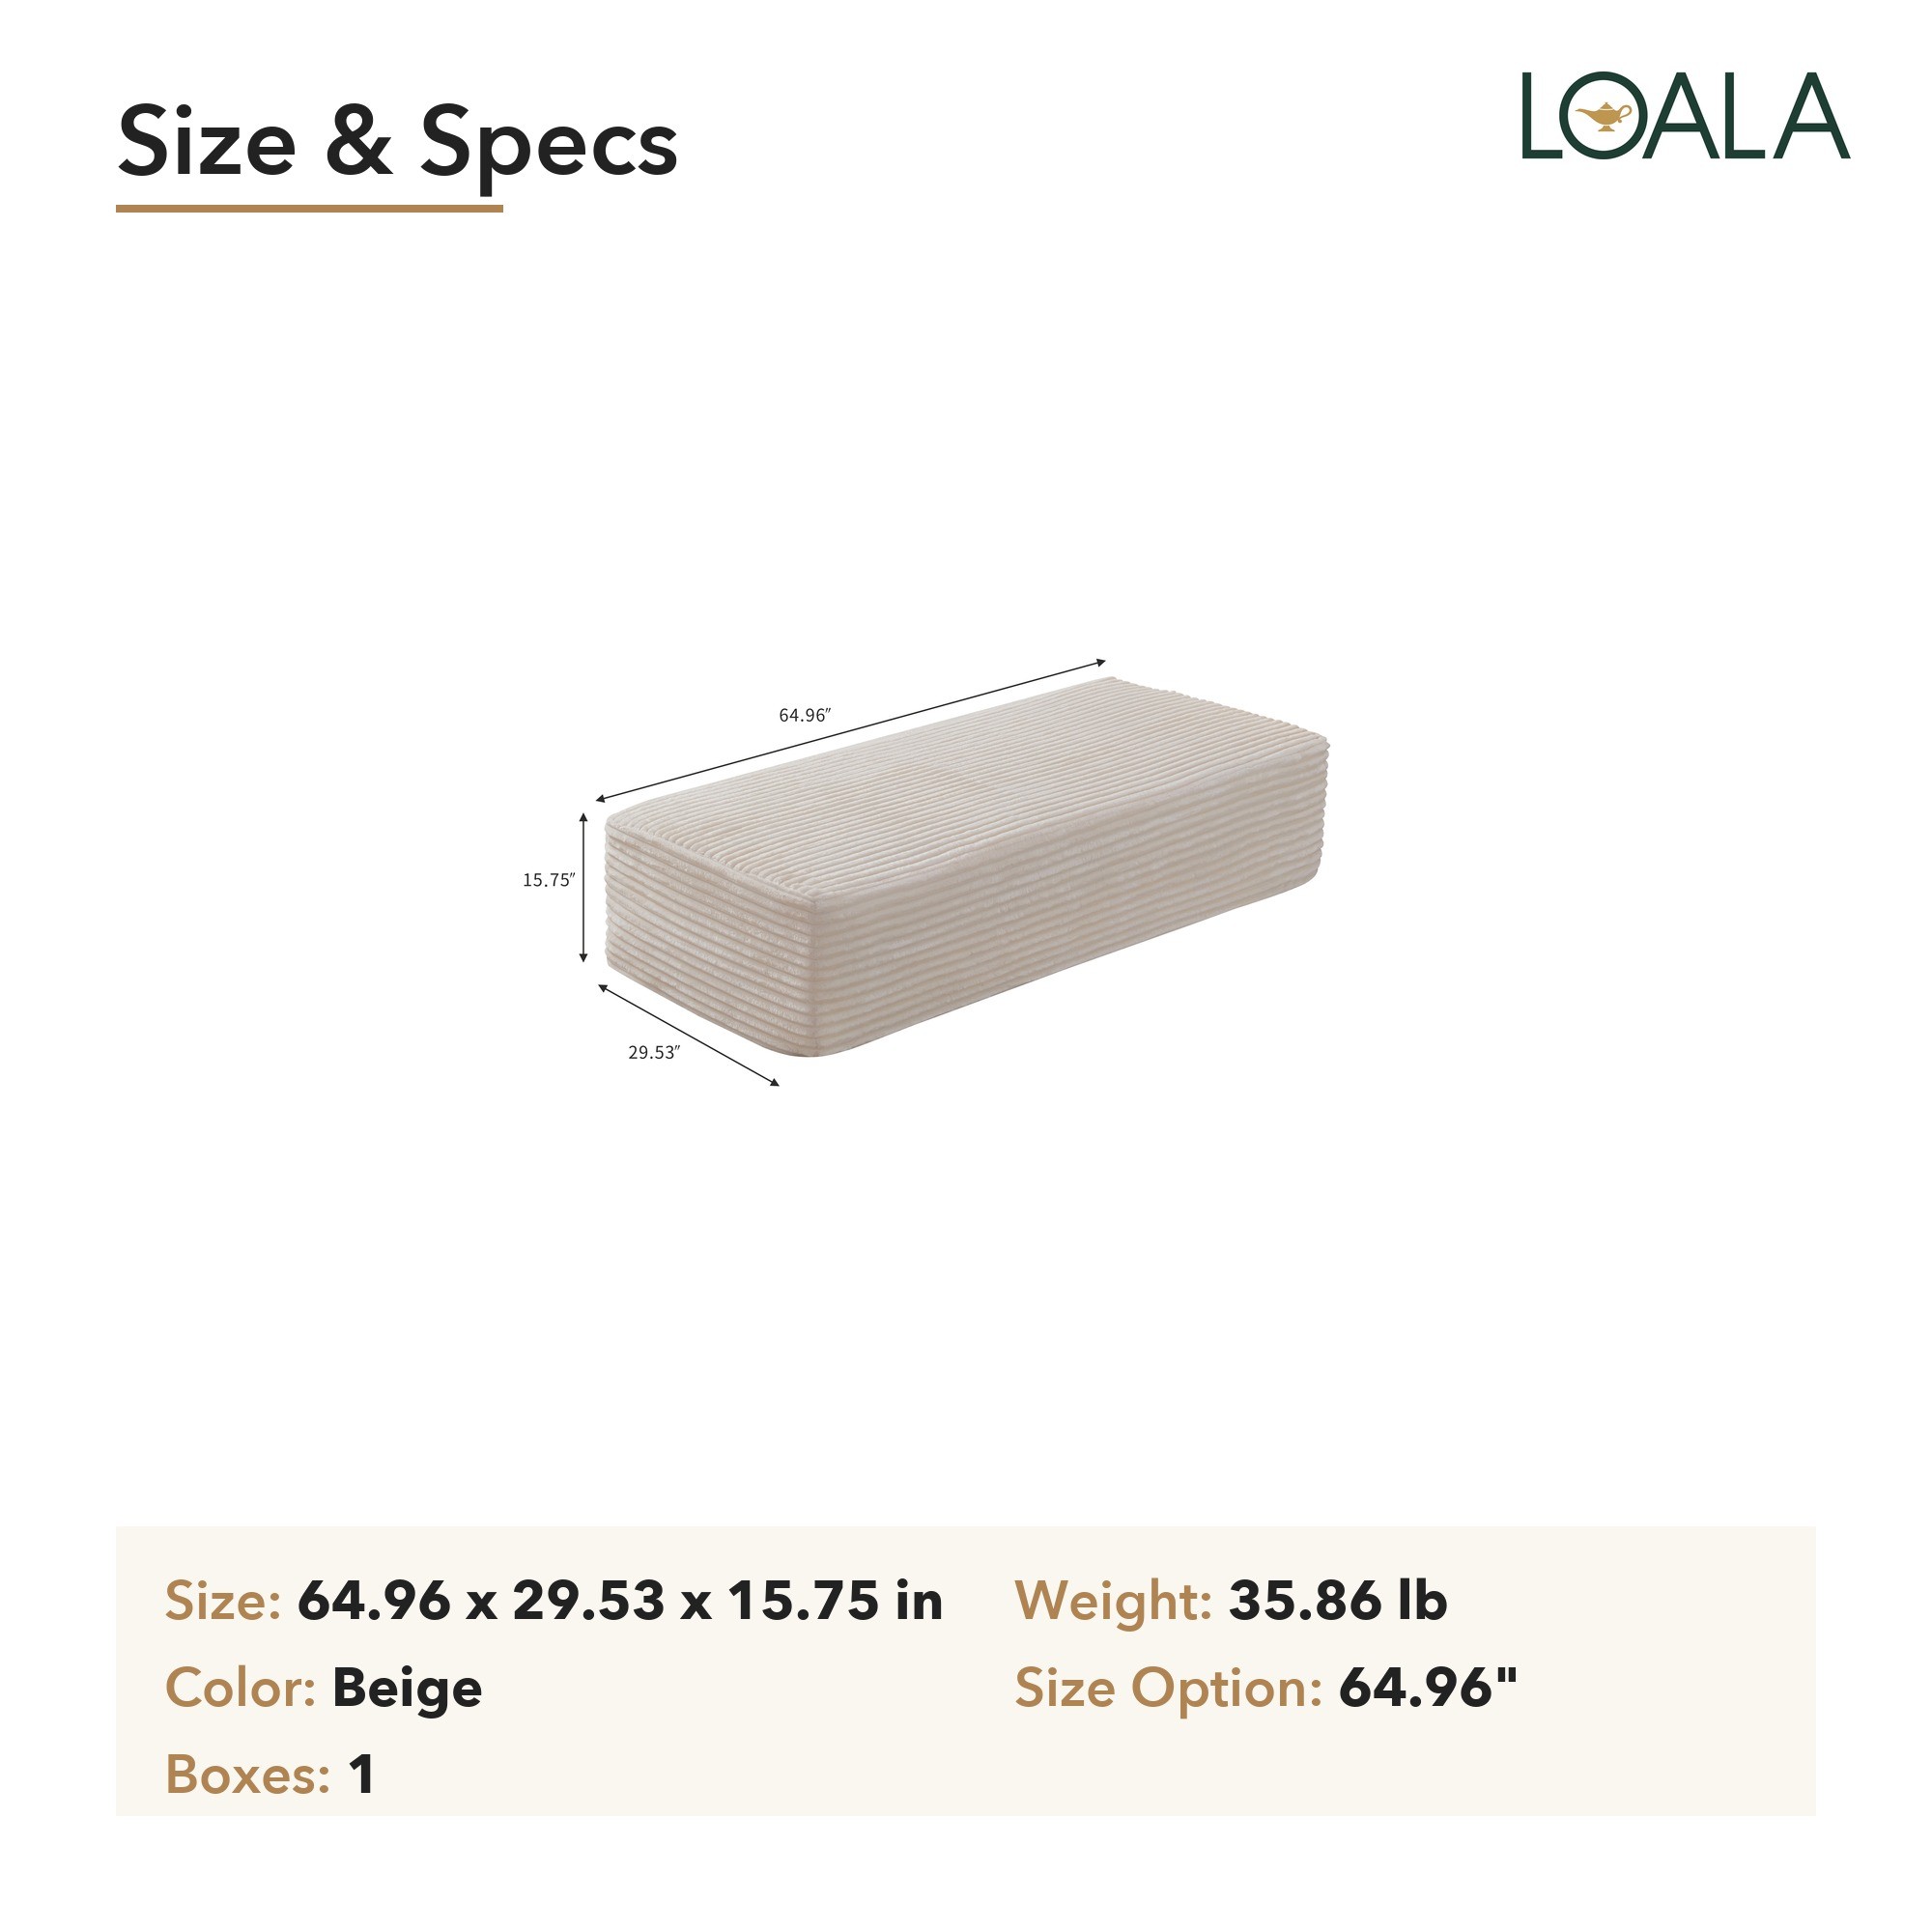 Size & Specs
LOALA
64.96″
15.75″
29.53″
Size: 64.96 x 29.53 x 15.75 in
Weight: 35.86 lb
Color: Beige
Size Option: 64.96"
Boxes: 1